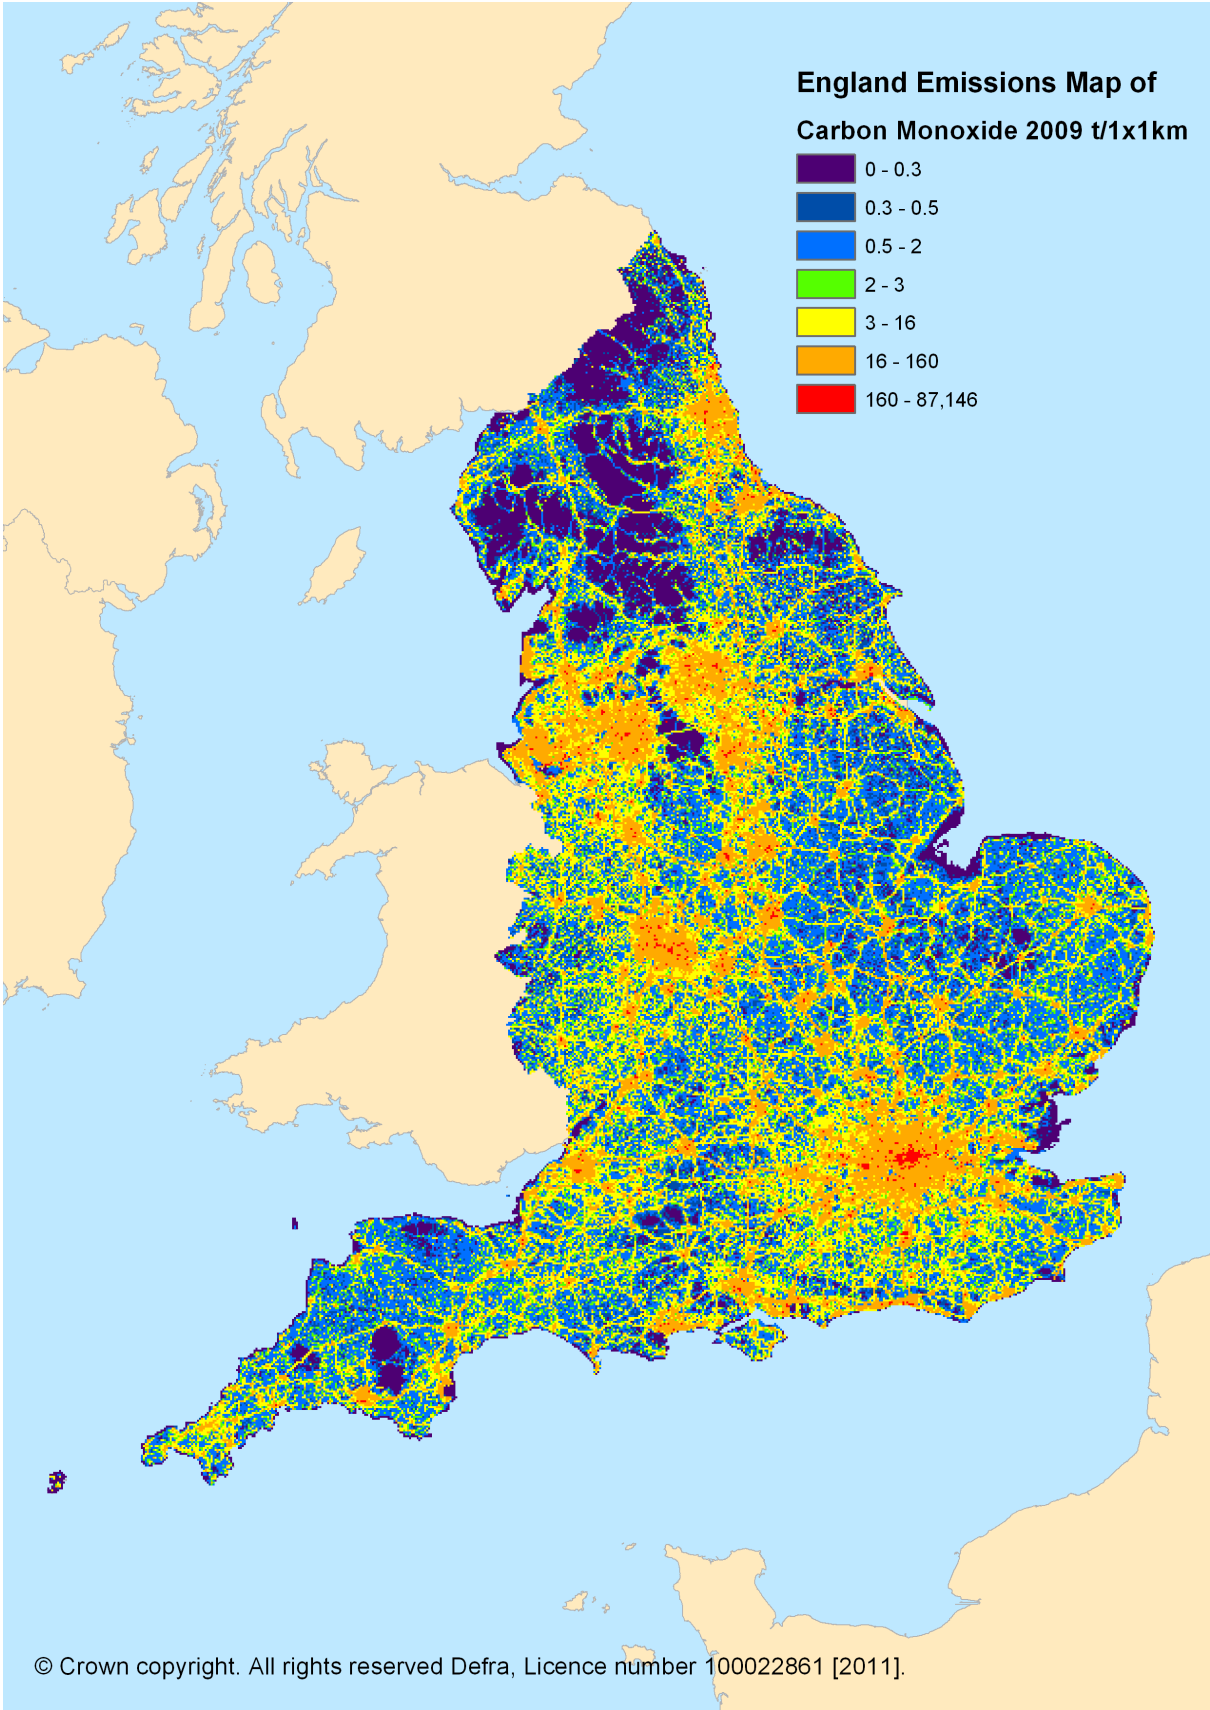 England Emissions Map of
Carbon Monoxide 2009 t/1x1km
0 - 0.3
0.3 - 0.5
0.5 - 2
2 - 3
3 - 16
16 - 160
160 - 87,146
© Crown copyright. All rights reserved Defra, Licence number 100022861 [2011].